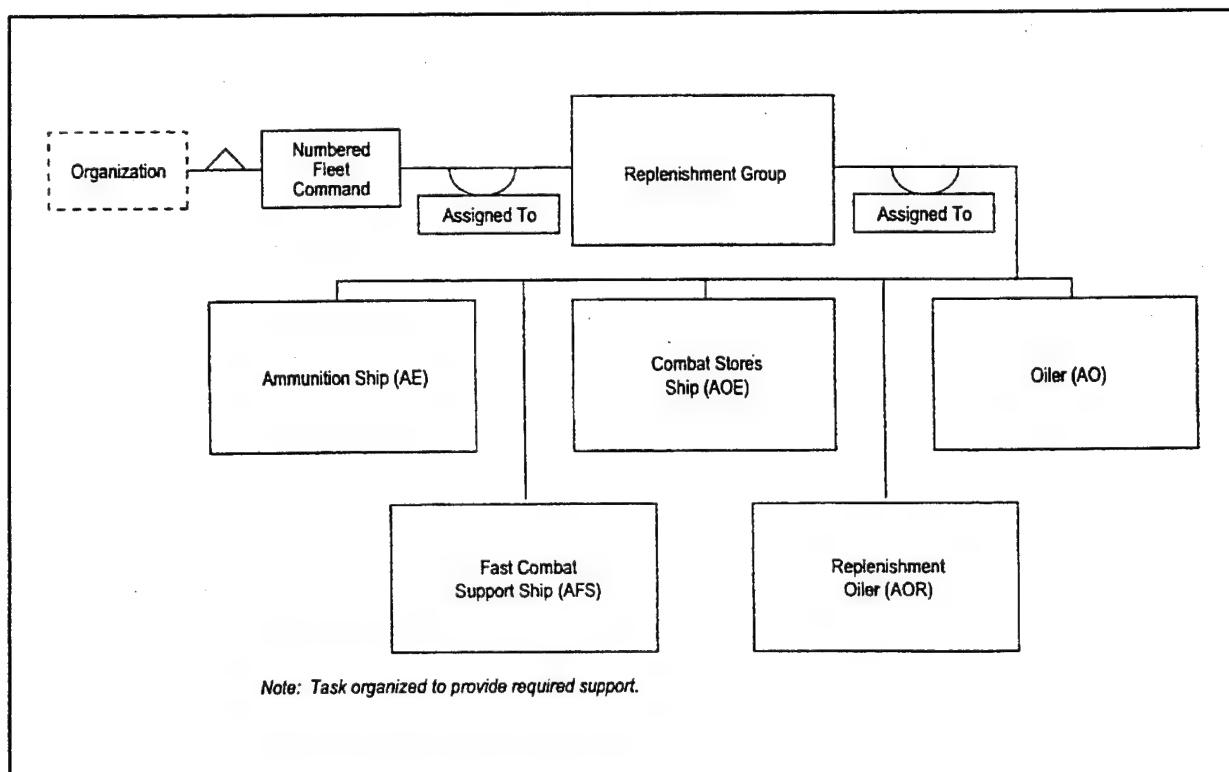 Organization
Numbered
Fleet
Command
Assigned To
Replenishment Group
Assigned To
Ammunition Ship (AE)
Combat Stores
Ship (AOE)
Oiler (AO)
Fast Combat
Support Ship (AFS)
Replenishment
Oiler (AOR)
Note: Task organized to provide required support.